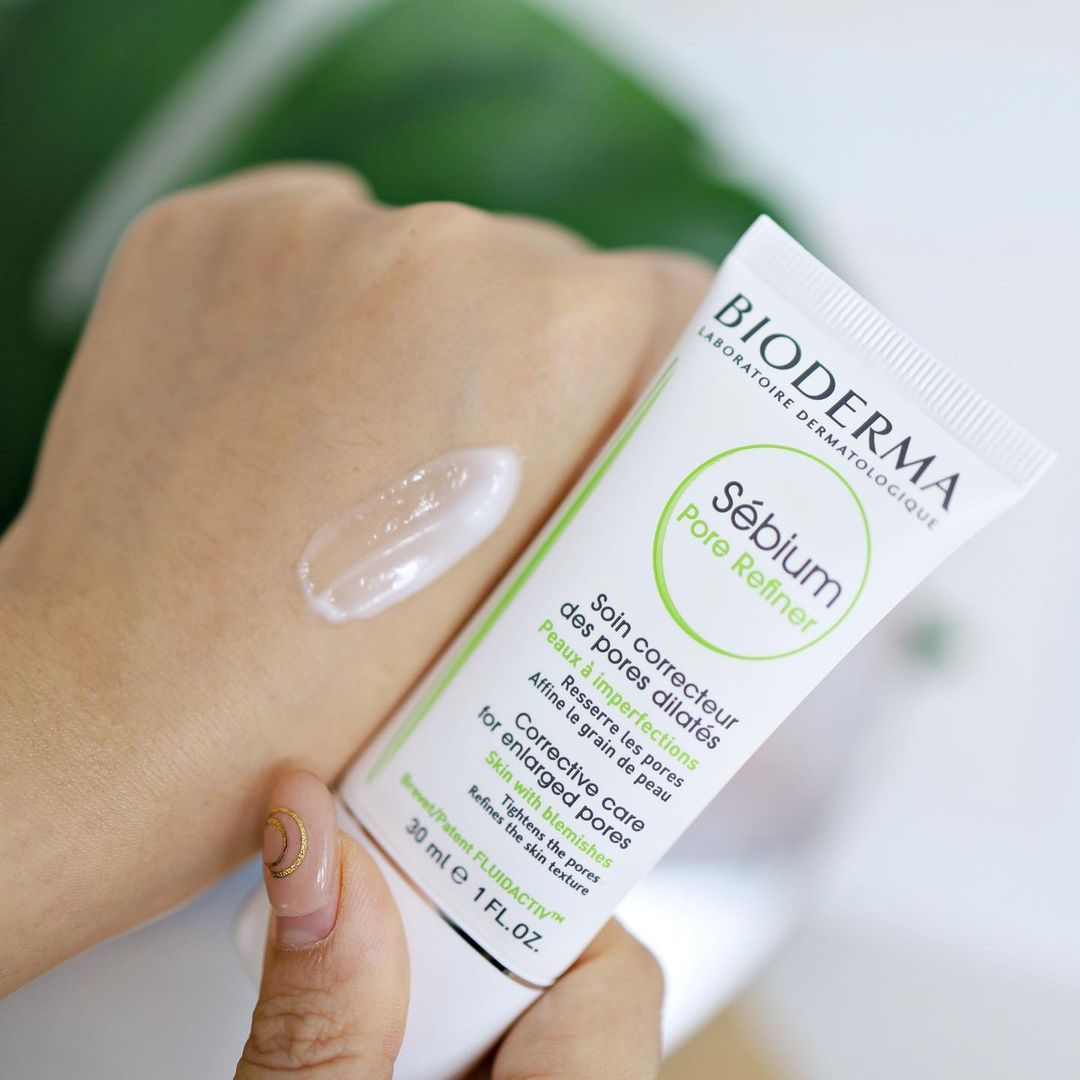 BIODERMA
LABORATOIRE DERMATOLOGIQUE
Sébium
Pore Refiner
Soin correcteur
des pores dilatés
Peaux à imperfections
Resserre les pores
Affine le grain de peau
Corrective care
for enlarged pores
Skin with blemishes
Tightens the pores
Refines the skin texture
Brevet/Patent FLUIDACTIV™
30 ml ℮ 1 FL.OZ.